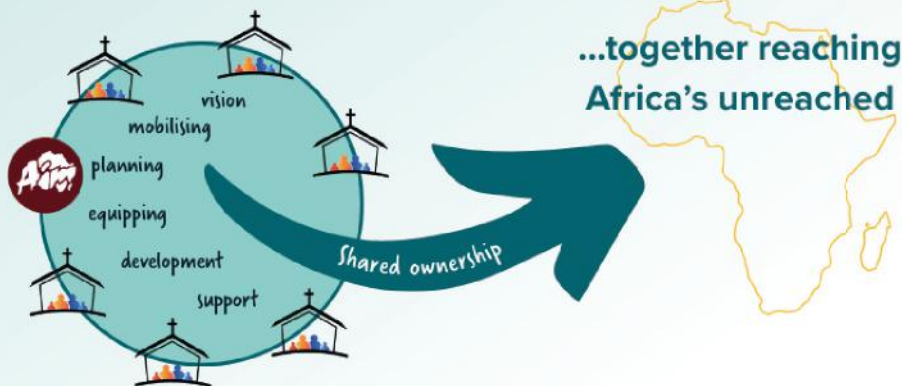 ...together reaching
Africa's unreached
vision
mobilising
planning
equipping
development
support
Shared ownership
aim